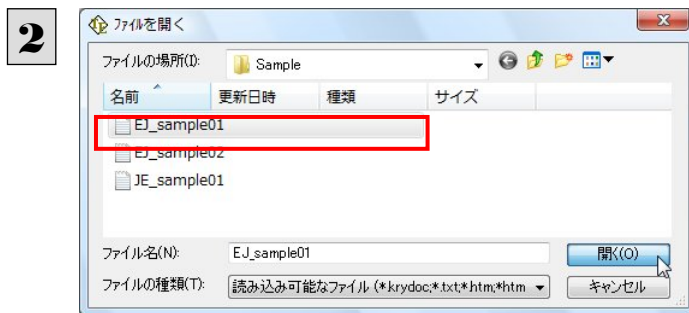 2
ファイルを開く
ファイルの場所(I):
Sample
名前 更新日時 種類 サイズ
EJ_sample01
EJ_sample02
JE_sample01
ファイル名(N): EJ_sample01 開く(O)
ファイルの種類(T): 読み込み可能なファイル (*.krydoc;*.txt;*.htm;*htm キャンセル